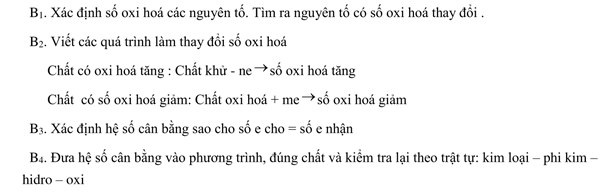 B₁. Xác định số oxi hoá các nguyên tố. Tìm ra nguyên tố có số oxi hoá thay đổi .
B₂. Viết các quá trình làm thay đổi số oxi hoá
Chất có oxi hoá tăng : Chất khử - ne →số oxi hoá tăng
Chất có số oxi hoá giảm: Chất oxi hoá + me →số oxi hoá giảm
B₃. Xác định hệ số cân bằng sao cho số e cho = số e nhận
B₄. Đưa hệ số cân bằng vào phương trình, đúng chất và kiểm tra lại theo trật tự: kim loại – phi kim –
hidro – oxi